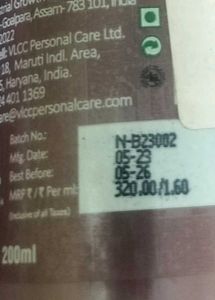 -Goalpara, Assam-783 101, India
2022
VLCC Personal Care Ltd.
18, Maruti Indl. Area,
Haryana, India.
401 1369
@vlccpersonalcare.com
Batch No.: N-B23002
Mfg. Date: 05-23
Best Before: 05-26
MRP ₹/₹ Per ml: 320.00/1.60
(Inclusive of all Taxes)
200ml